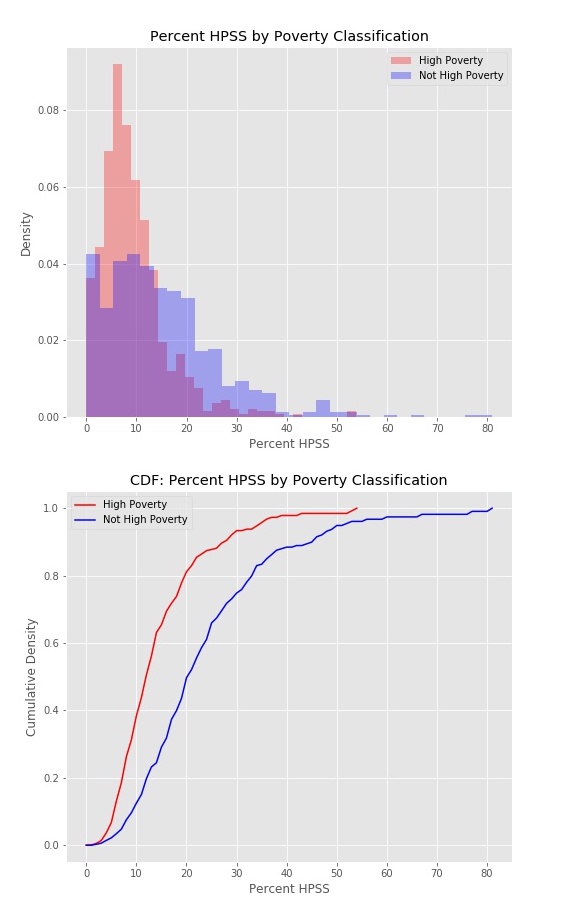 Percent HPSS by Poverty Classification
High Poverty
Not High Poverty
0.08
0.06
0.04
0.02
0.00
Density
0 10 20 30 40 50 60 70 80
Percent HPSS
CDF: Percent HPSS by Poverty Classification
High Poverty
Not High Poverty
1.0
0.8
0.6
0.4
0.2
0.0
Cumulative Density
0 10 20 30 40 50 60 70 80
Percent HPSS